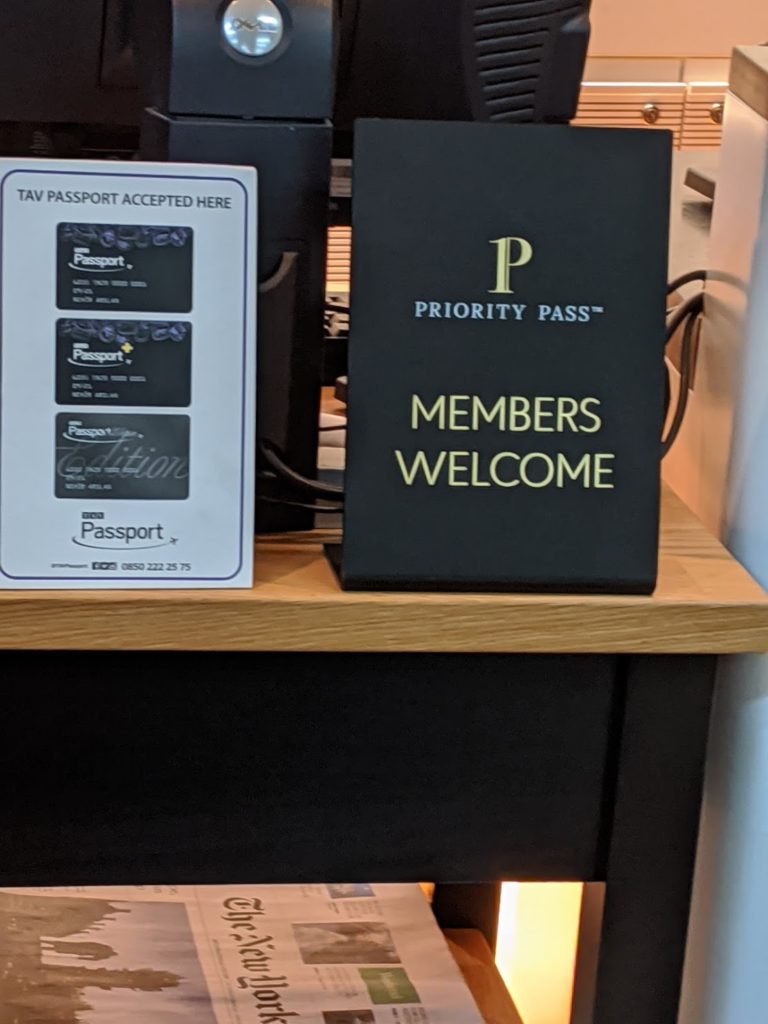 TAV PASSPORT ACCEPTED HERE
Passport
Passport
Passport
Edition
TAV
Passport
0850 222 25 75
P
PRIORITY PASS™
MEMBERS
WELCOME
The New York